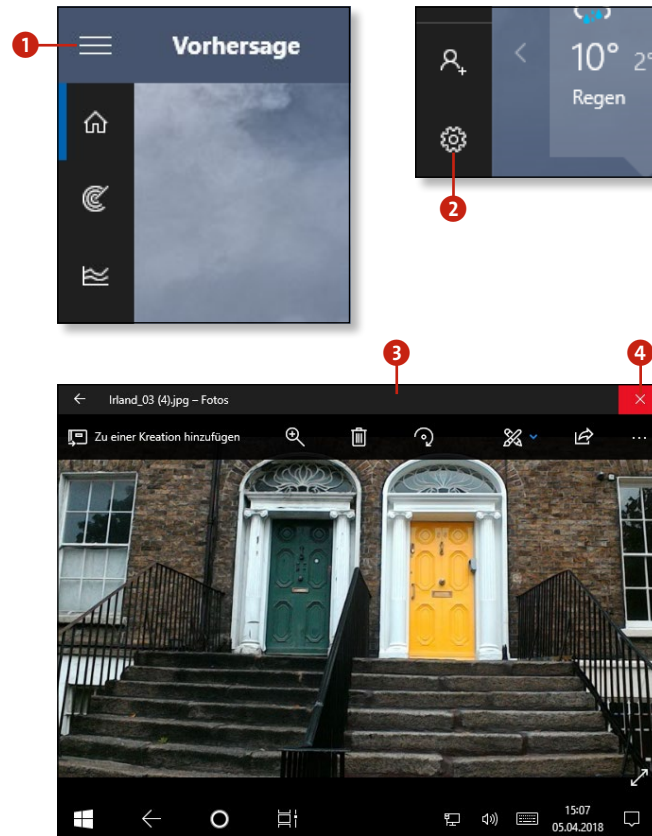 1
Vorhersage
10° 2°
Regen
2
3
4
Irland_03 (4).jpg – Fotos
Zu einer Kreation hinzufügen
15:07
05.04.2018